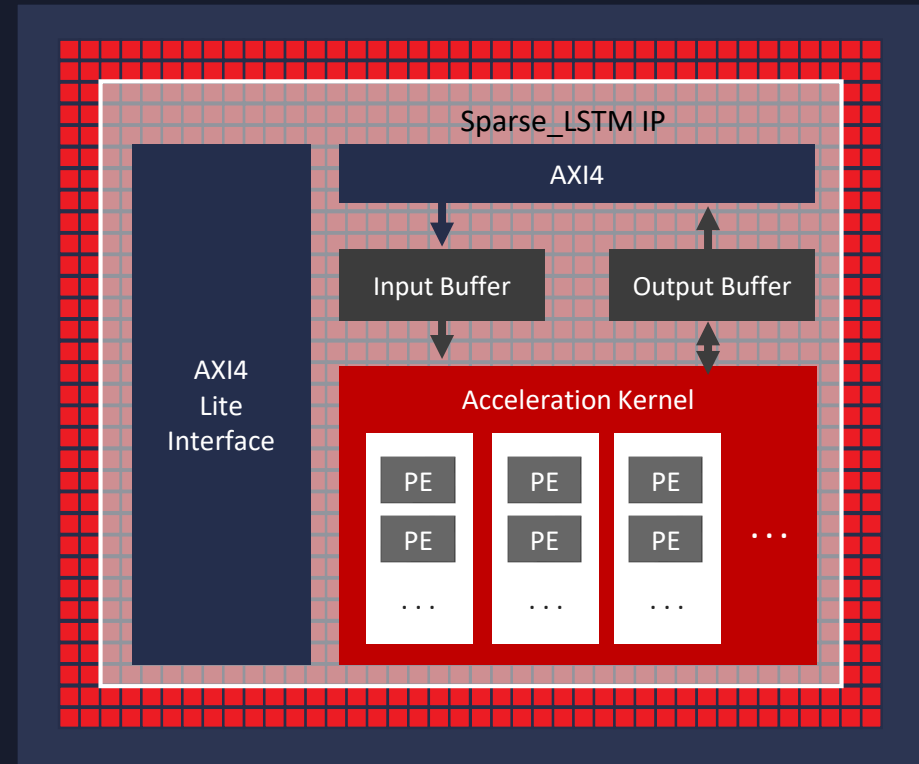 Sparse_LSTM IP
AXI4
Input Buffer
Output Buffer
AXI4
Lite
Interface
Acceleration Kernel
PE
PE
PE
PE
PE
PE
. . .
. . .
. . .
. . .